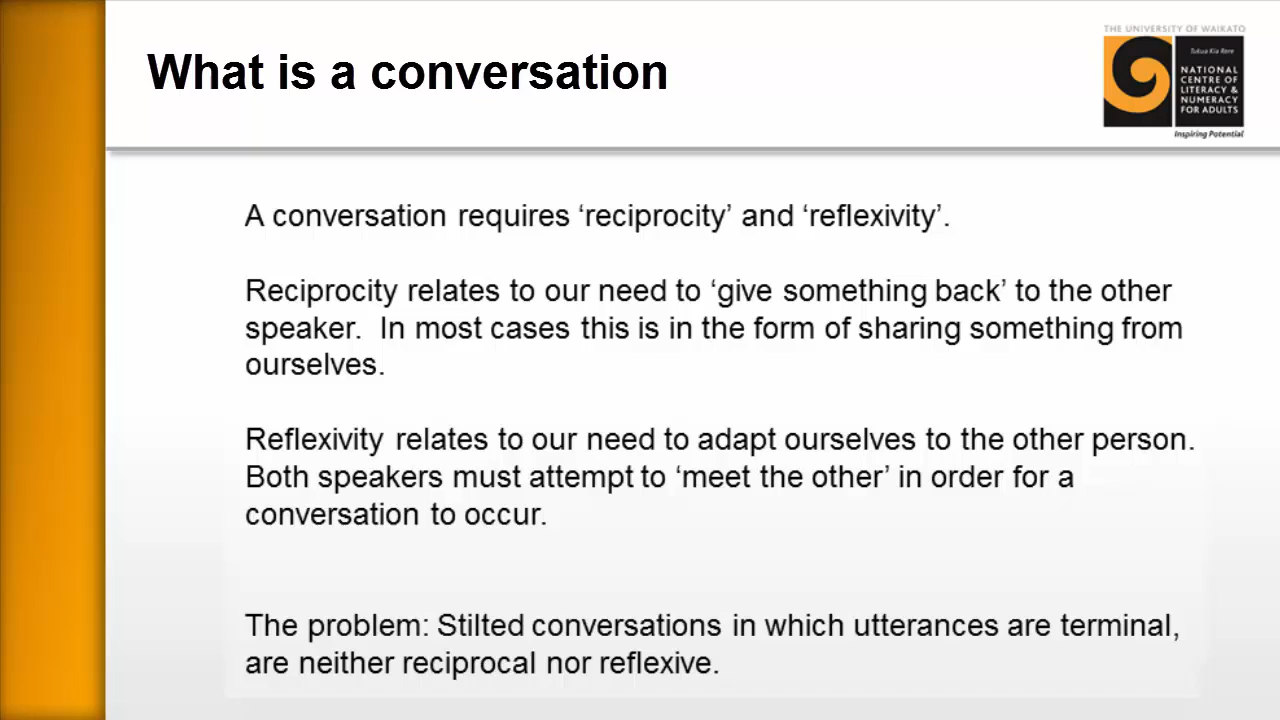 THE UNIVERSITY OF WAIKATO
What is a conversation
Tukua Kia Rere
NATIONAL
CENTRE OF
LITERACY &
NUMERACY
FOR ADULTS
Inspiring Potential
A conversation requires ‘reciprocity’ and ‘reflexivity’.
Reciprocity relates to our need to ‘give something back’ to the other
speaker.  In most cases this is in the form of sharing something from
ourselves.
Reflexivity relates to our need to adapt ourselves to the other person.
Both speakers must attempt to ‘meet the other’ in order for a
conversation to occur.
The problem: Stilted conversations in which utterances are terminal,
are neither reciprocal nor reflexive.